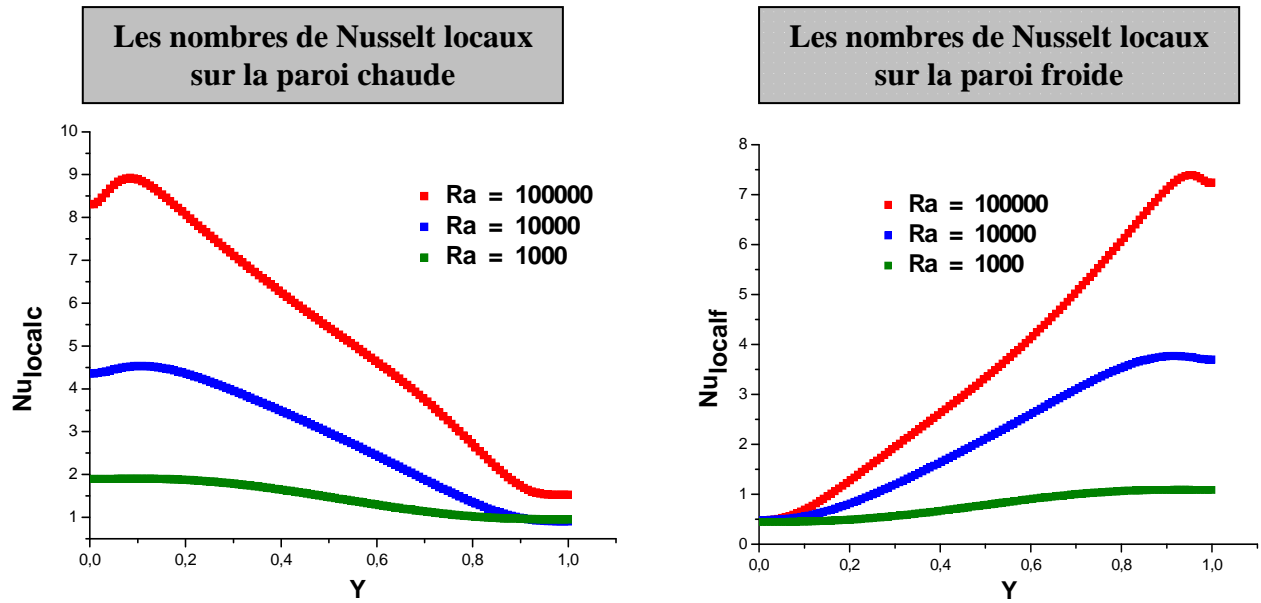 Les nombres de Nusselt locaux
sur la paroi chaude
Les nombres de Nusselt locaux
sur la paroi froide
10
9
8
7
6
5
4
3
2
1
0,0
0,2
0,4
0,6
0,8
1,0
Nulocalc
Y
Ra = 100000
Ra = 10000
Ra = 1000
8
7
6
5
4
3
2
1
0
0,0
0,2
0,4
0,6
0,8
1,0
Nulocalf
Y
Ra = 100000
Ra = 10000
Ra = 1000